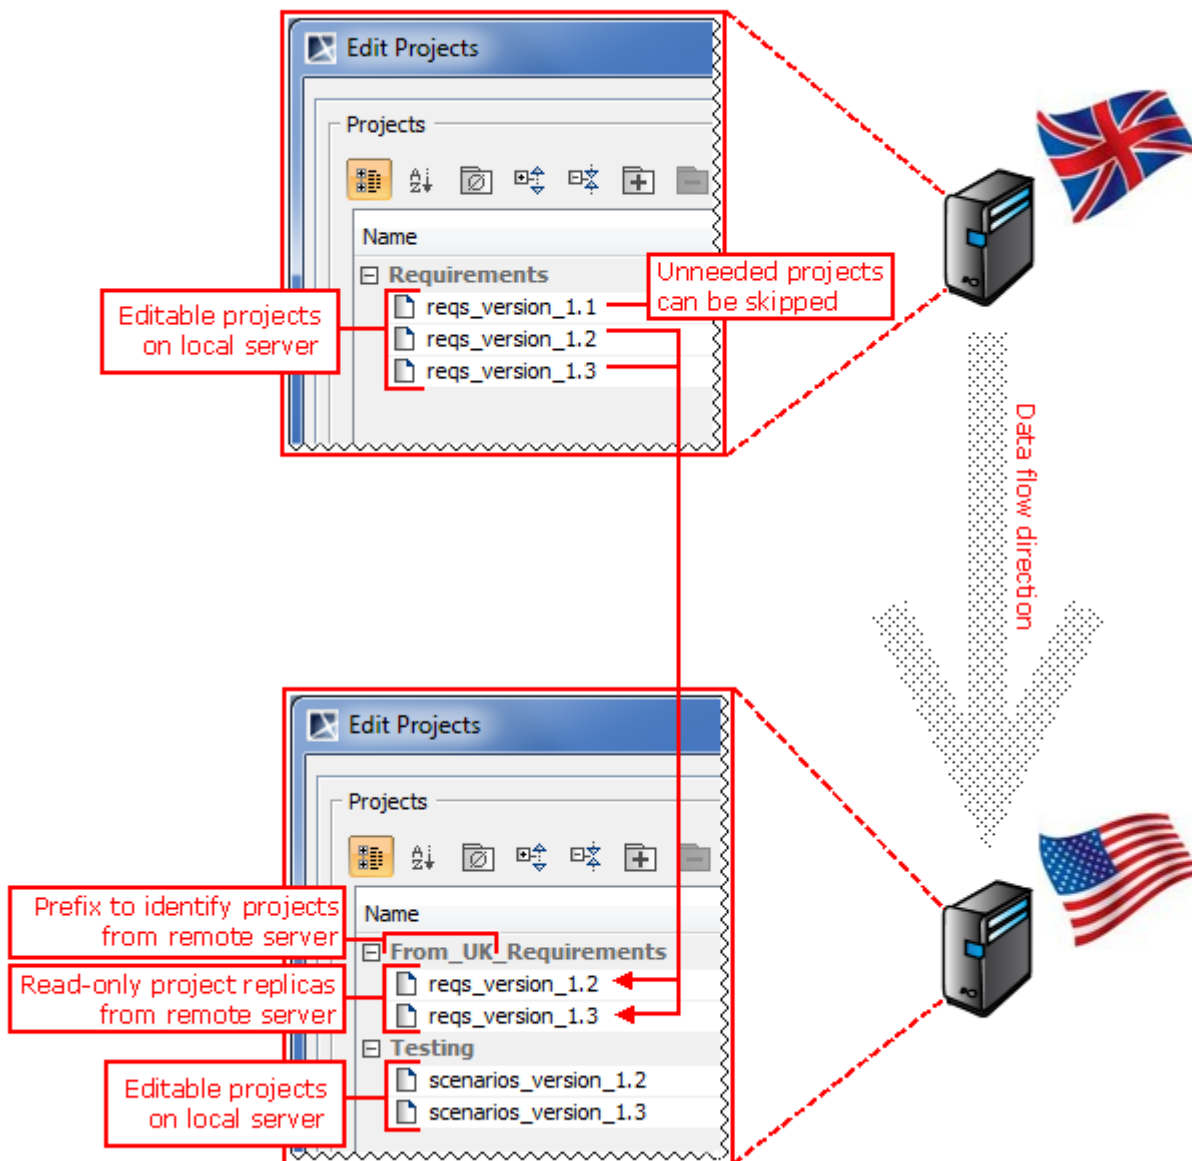 Edit Projects
Projects
Name
Requirements
reqs_version_1.1
reqs_version_1.2
reqs_version_1.3
Editable projects
on local server
Unneeded projects
can be skipped
Data flow direction
Edit Projects
Projects
Name
From_UK_Requirements
reqs_version_1.2
reqs_version_1.3
Testing
scenarios_version_1.2
scenarios_version_1.3
Prefix to identify projects
from remote server
Read-only project replicas
from remote server
Editable projects
on local server